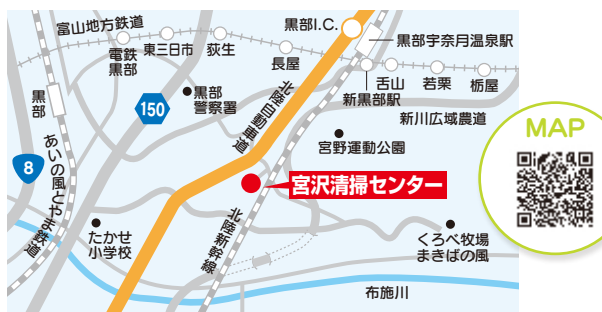 富山地方鉄道
電鉄
黒部
東三日市
荻生
長屋
黒部I.C.
黒部宇奈月温泉駅
新黒部駅
舌山
若栗
栃屋
新川広域農道
黒部
あいの風とやま鉄道
8
150
黒部
警察署
北陸自動車道
宮野運動公園
宮沢清掃センター
たかせ
小学校
北陸新幹線
くろべ牧場
まきばの風
布施川
MAP